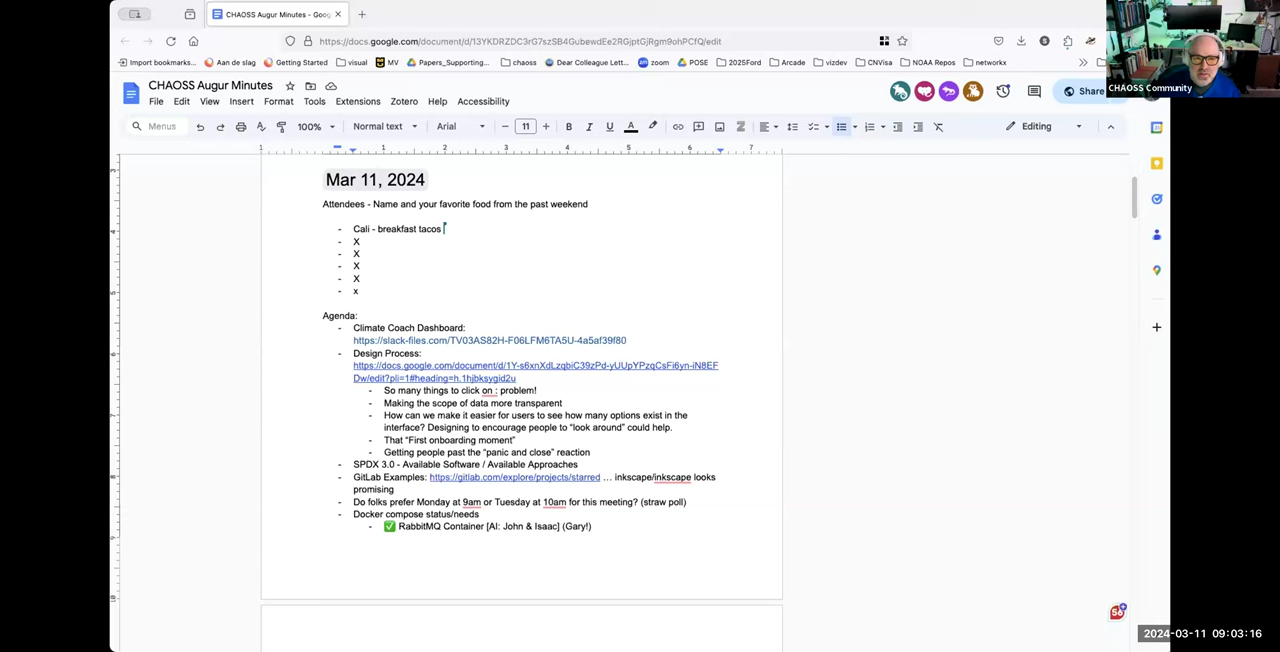 CHAOSS Augur Minutes - Goog
https://docs.google.com/document/d/13YKDRZDC3rG7szSB4GubewdEe2RGjptGjRgm9ohPCfQ/edit
Import bookmarks...
Aan de slag
Getting Started
visual
MV
Papers_Supporting...
chaoss
Dear Colleague Lett...
zoom
POSE
2025Ford
Arcade
vizdev
CNVisa
NOAA Repos
networkx
CHAOSS Community
CHAOSS Augur Minutes
Share
File Edit View Insert Format Tools Extensions Zotero Help Accessibility
Menus 100% Normal text Arial 11 B I U A Editing
1 1 2 3 4 5 6 7
Mar 11, 2024
Attendees - Name and your favorite food from the past weekend
- Cali - breakfast tacos
- X
- X
- X
- X
- x
Agenda:
- Climate Coach Dashboard:
https://slack-files.com/TV03AS82H-F06LFM6TA5U-4a5af39f80
- Design Process:
https://docs.google.com/document/d/1Y-s6xnXdLzqbiC39zPd-yUUpYPzqCsFi6yn-iN8EF
Dw/edit?pli=1#heading=h.1hjbksygid2u
- So many things to click on : problem!
- Making the scope of data more transparent
- How can we make it easier for users to see how many options exist in the
interface? Designing to encourage people to “look around” could help.
- That “First onboarding moment”
- Getting people past the “panic and close” reaction
- SPDX 3.0 - Available Software / Available Approaches
- GitLab Examples: https://gitlab.com/explore/projects/starred … inkscape/inkscape looks
promising
- Do folks prefer Monday at 9am or Tuesday at 10am for this meeting? (straw poll)
- Docker compose status/needs
- ✅ RabbitMQ Container [AI: John & Isaac] (Gary!)
2024-03-11 09:03:16